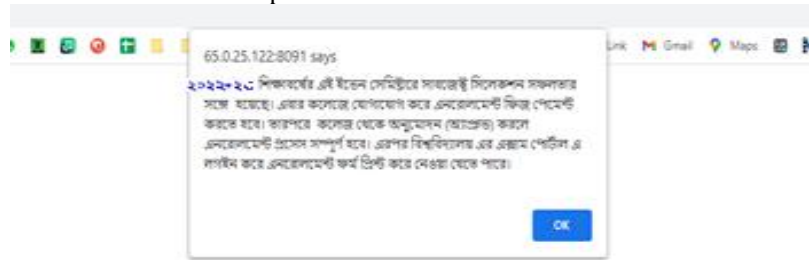 Link Gmail Maps
65.0.25.122:8091 says
২০২২-২৩ শিক্ষাবর্ষের এই ইভেন সেমিষ্টারে সাবজেক্ট সিলেকশন সফলতার
সঙ্গে হয়েছে। এবার কলেজে যোগাযোগ করে এনরোলমেন্ট ফিজ পেমেন্ট
করতে হবে। তারপরে কলেজ থেকে অনুমোদন (অ্যাপ্রুভ) করলে
এনরোলমেন্ট প্রসেস সম্পূর্ণ হবে। এরপর বিশ্ববিদ্যালয় এর এক্সাম পোর্টাল এ
লগইন করে এনরোলমেন্ট ফর্ম প্রিন্ট করে নেওয়া যেতে পারে।
OK